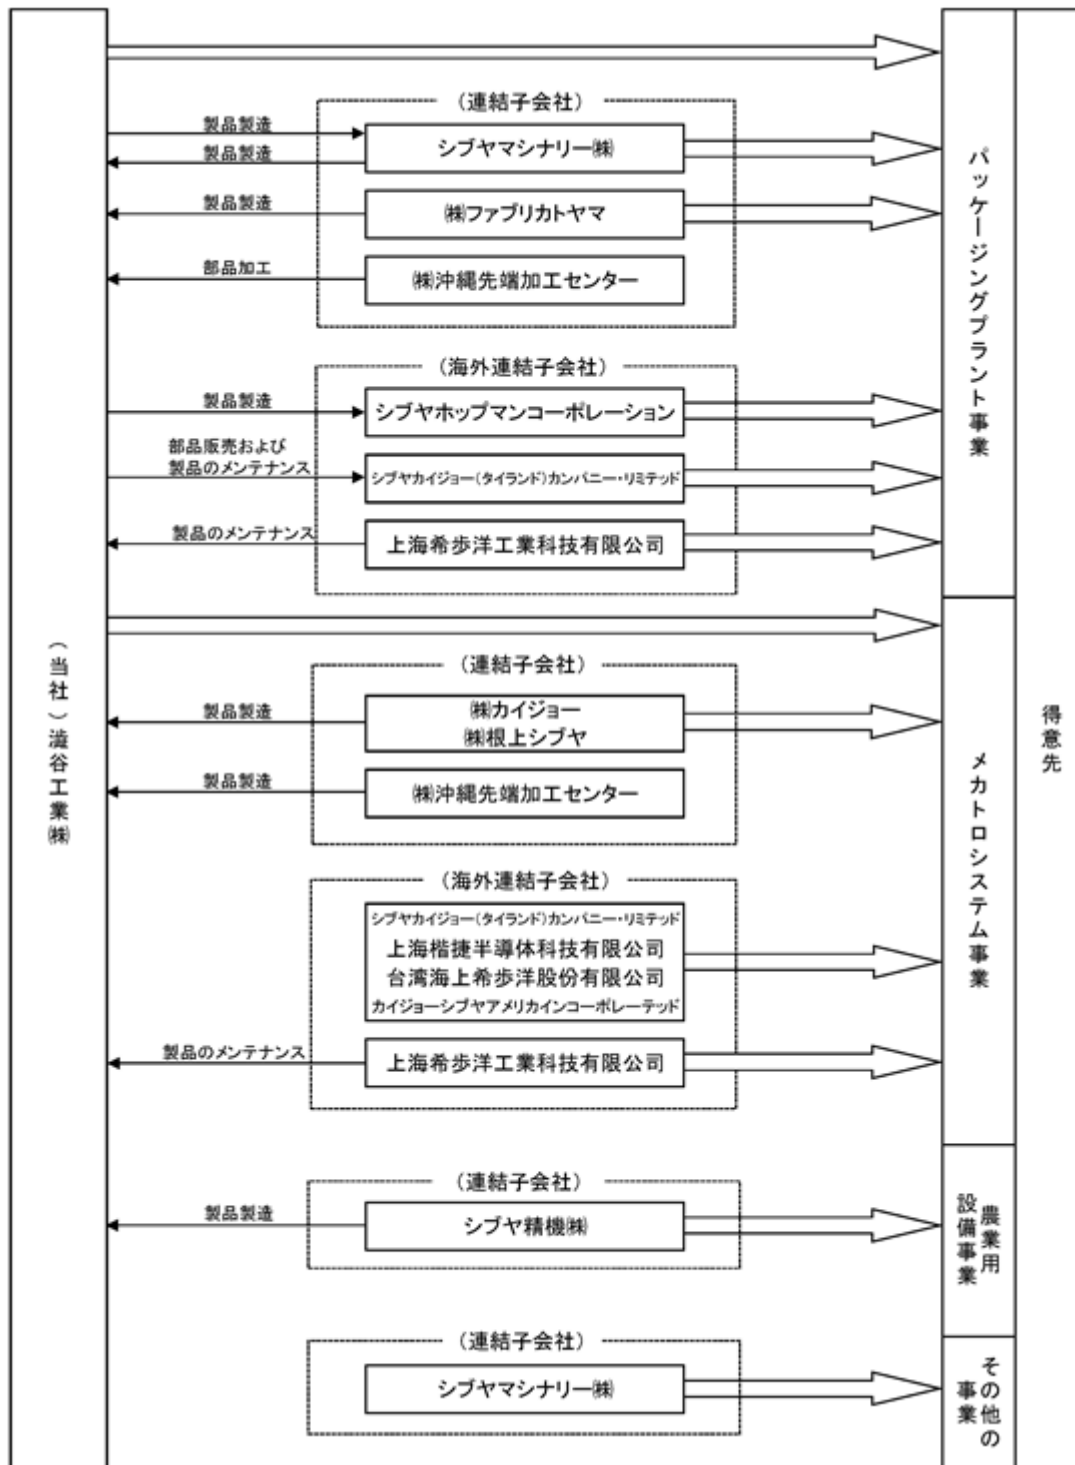 (当社)澁谷工業㈱
(連結子会社)
製品製造
製品製造
シブヤマシナリー㈱
製品製造
㈱ファブリカトヤマ
部品加工
㈱沖縄先端加工センター
(海外連結子会社)
製品製造
シブヤホップマンコーポレーション
部品販売および
製品のメンテナンス
シブヤカイジョー(タイランド)カンパニー・リミテッド
製品のメンテナンス
上海希歩洋工業科技有限公司
パッケージングプラント事業
(連結子会社)
製品製造
㈱カイジョー
㈱根上シブヤ
製品製造
㈱沖縄先端加工センター
(海外連結子会社)
シブヤカイジョー(タイランド)カンパニー・リミテッド
上海楷捷半導体科技有限公司
台湾海上希歩洋股份有限公司
カイジョーシブヤアメリカインコーポレーテッド
製品のメンテナンス
上海希歩洋工業科技有限公司
メカトロシステム事業
(連結子会社)
製品製造
シブヤ精機㈱
農業用
設備事業
(連結子会社)
シブヤマシナリー㈱
その他の
事業
得意先